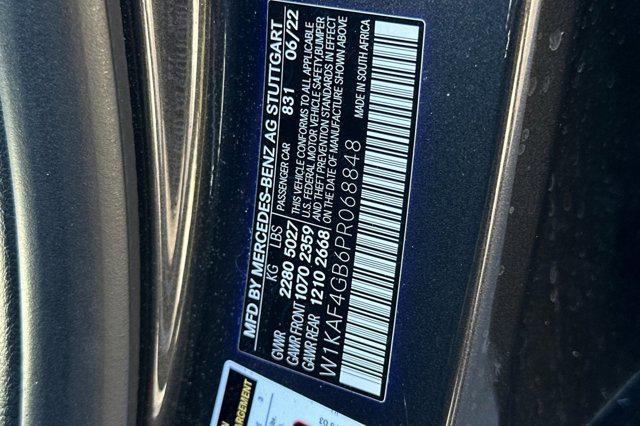 MFD BY MERCEDES-BENZ AG STUTTGART
KG LBS PASSENGER CAR 831 06/22
GVWR 2280 5027 THIS VEHICLE CONFORMS TO ALL APPLICABLE
GAWR FRONT 1070 2359 U.S. FEDERAL MOTOR VEHICLE SAFETY, BUMPER
AND THEFT PREVENTION STANDARDS IN EFFECT
GAWR REAR 1210 2668 ON THE DATE OF MANUFACTURE SHOWN ABOVE
W1KAF4GB6PR068848 MADE IN SOUTH AFRICA